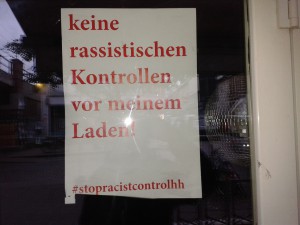 keine
rassistischen
Kontrollen
vor meinem
Laden!
#stopracistcontrolhh